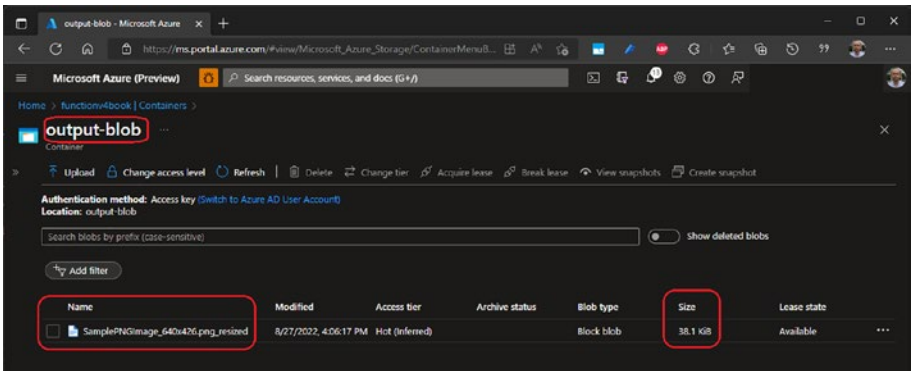 output-blob - Microsoft Azure
https://ms.portal.azure.com/#view/Microsoft_Azure_Storage/ContainerMenuB...
Microsoft Azure (Preview)
Search resources, services, and docs (G+/)
Home > functionv4book | Containers >
output-blob ...
Container
Upload Change access level Refresh | Delete Change tier Acquire lease Break lease View snapshots Create snapshot
Authentication method: Access key (Switch to Azure AD User Account)
Location: output-blob
Search blobs by prefix (case-sensitive)
Show deleted blobs
Add filter
Name Modified Access tier Archive status Blob type Size Lease state
SamplePNGImage_640x426.png_resized 8/27/2022, 4:06:17 PM Hot (Inferred) Block blob 38.1 KiB Available ...